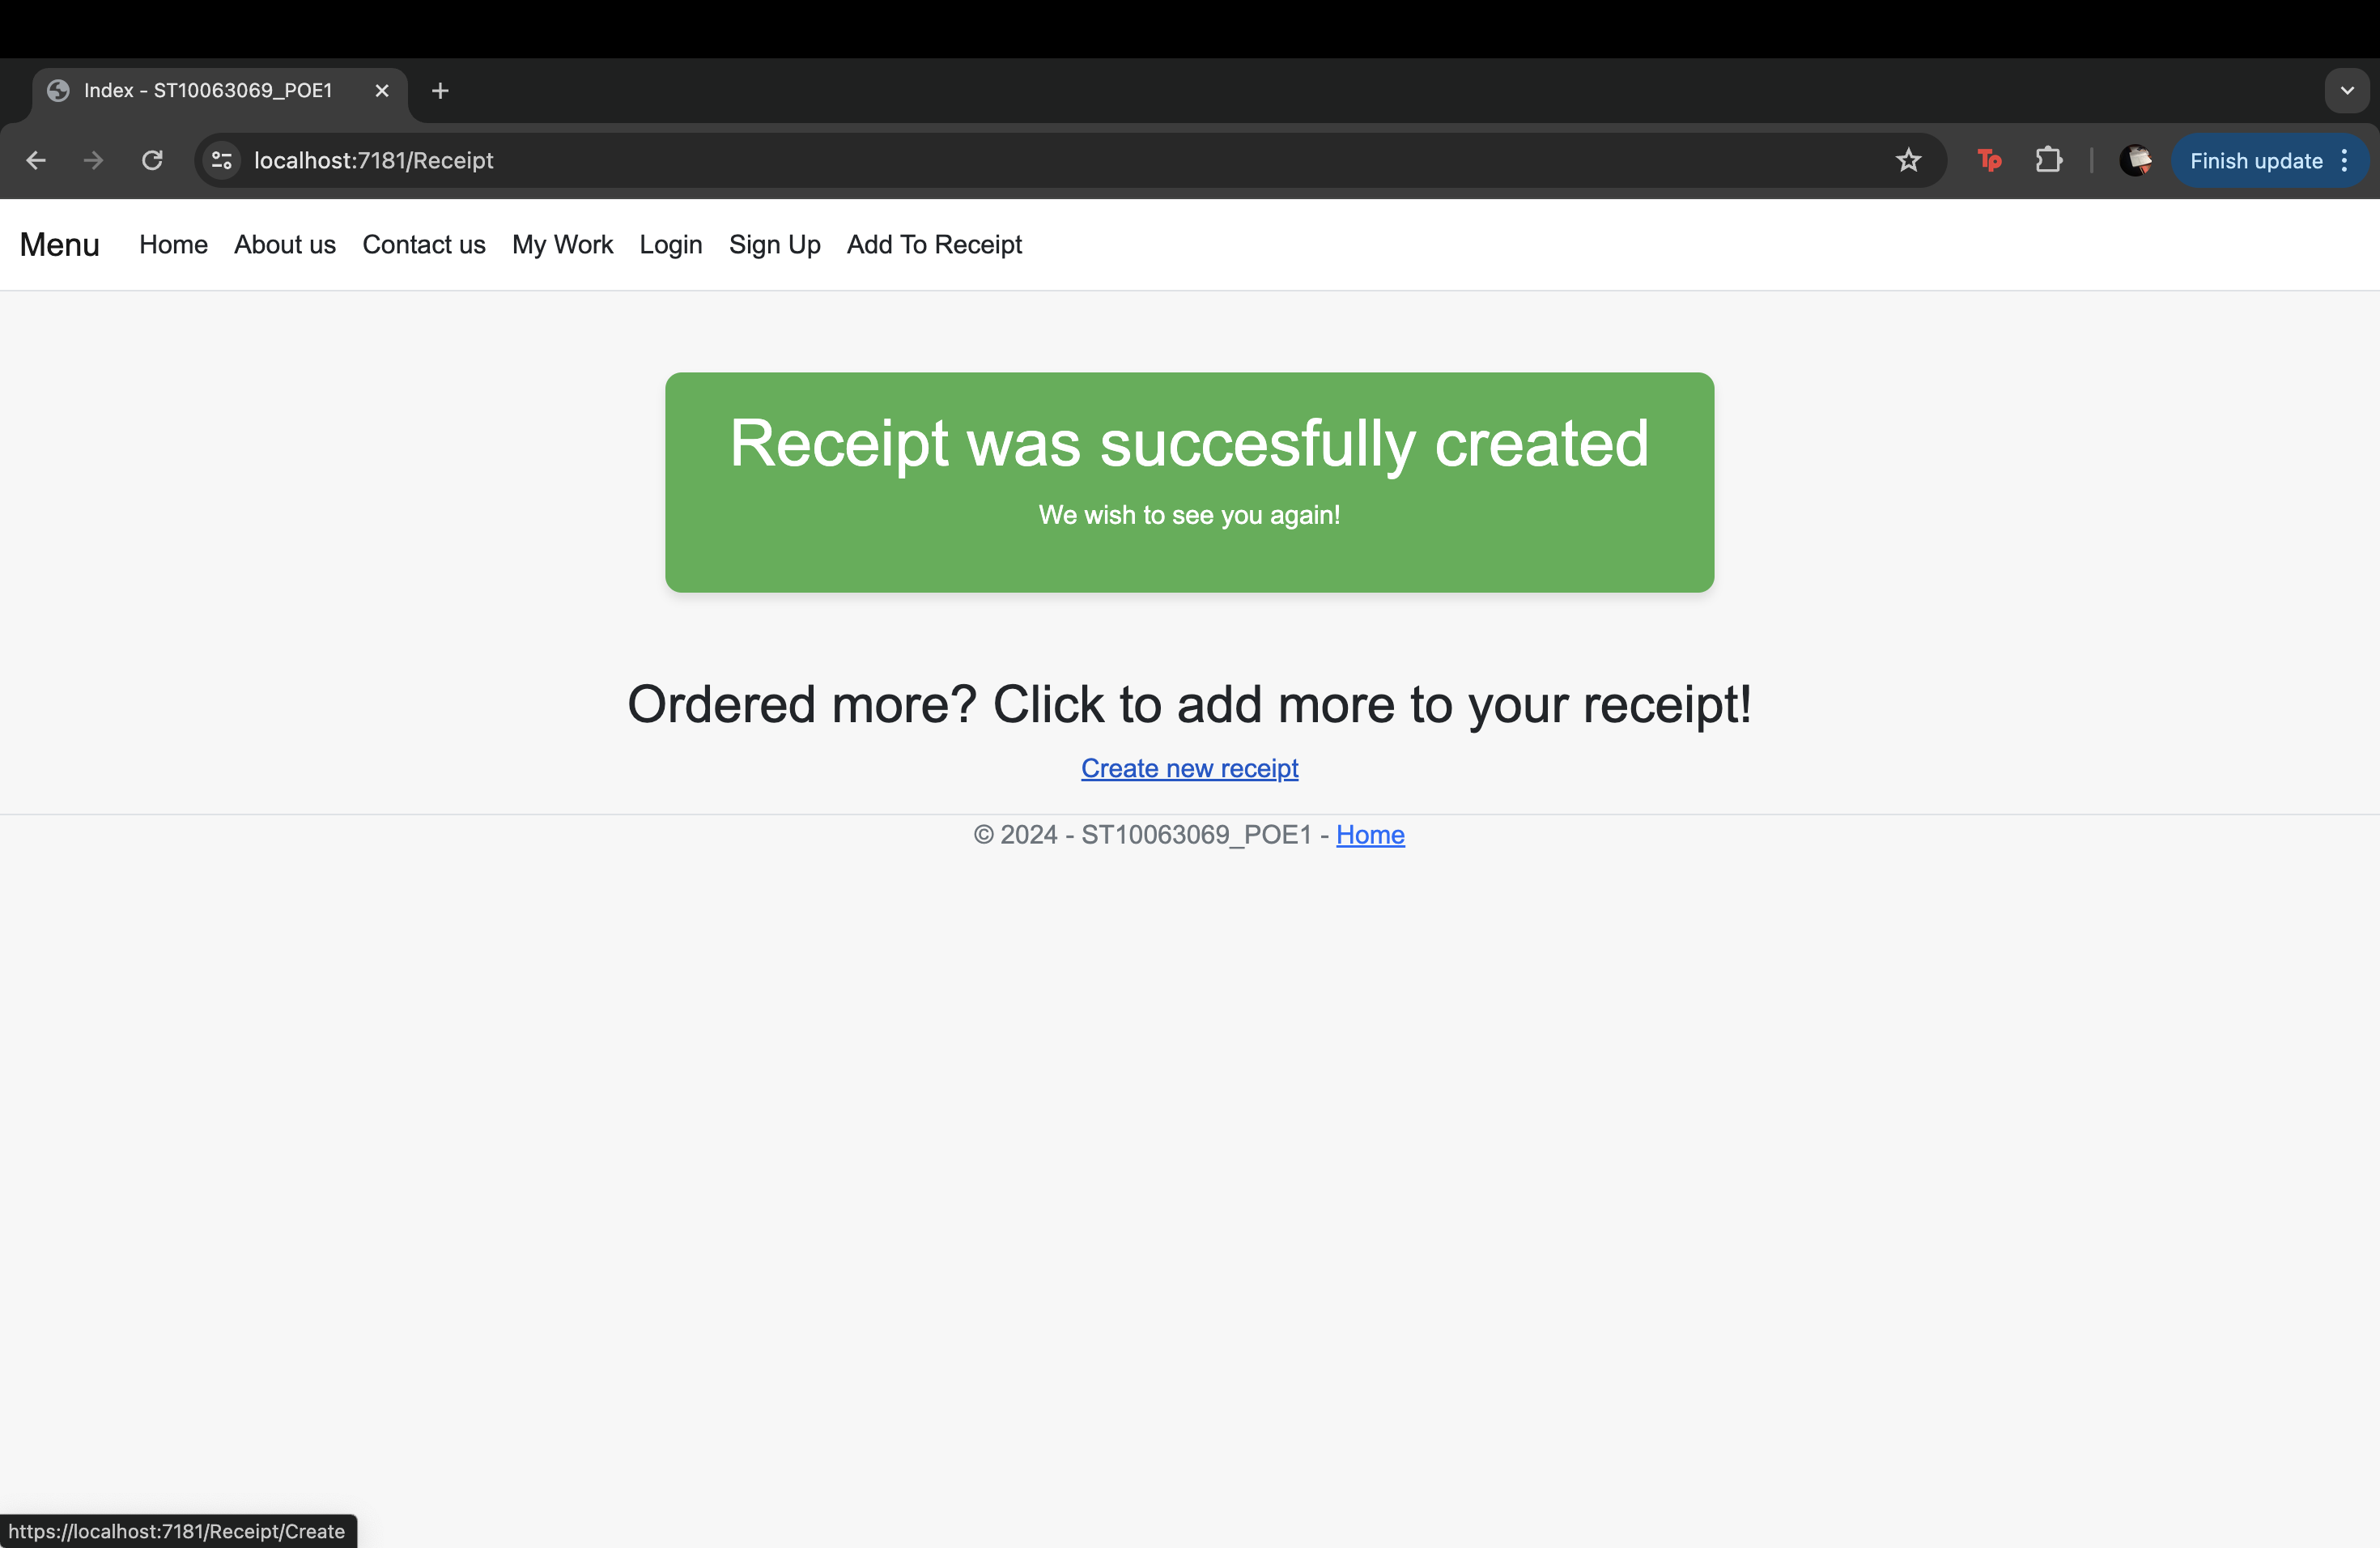 Index - ST10063069_POE1
localhost:7181/Receipt
Tp
Finish update
Menu Home About us Contact us My Work Login Sign Up Add To Receipt
Receipt was succesfully created
We wish to see you again!
Ordered more? Click to add more to your receipt!
Create new receipt
© 2024 - ST10063069_POE1 - Home
https://localhost:7181/Receipt/Create